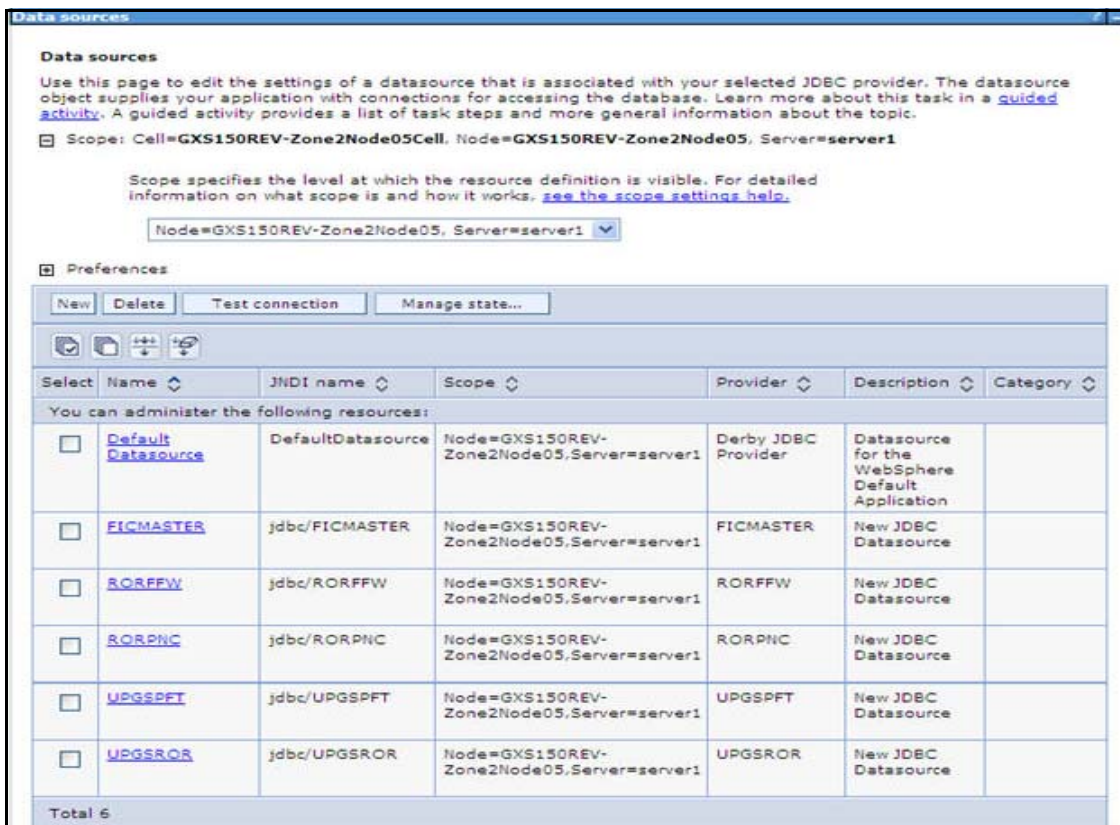 Data sources
Data sources
Use this page to edit the settings of a datasource that is associated with your selected JDBC provider. The datasource
object supplies your application with connections for accessing the database. Learn more about this task in a guided
activity. A guided activity provides a list of task steps and more general information about the topic.
Scope: Cell=GXS150REV-Zone2Node05Cell, Node=GXS150REV-Zone2Node05, Server=server1
Scope specifies the level at which the resource definition is visible. For detailed
information on what scope is and how it works, see the scope settings help.
Node=GXS150REV-Zone2Node05, Server=server1
Preferences
New Delete Test connection Manage state...
Select Name JNDI name Scope Provider Description Category
You can administer the following resources:
Default DefaultDatasource Node=GXS150REV- Derby JDBC Datasource
Datasource Zone2Node05,Server=server1 Provider for the
WebSphere
Default
Application
FICMASTER jdbc/FICMASTER Node=GXS150REV- FICMASTER New JDBC
Zone2Node05,Server=server1 Datasource
RORFFW jdbc/RORFFW Node=GXS150REV- RORFFW New JDBC
Zone2Node05,Server=server1 Datasource
RORPNC jdbc/RORPNC Node=GXS150REV- RORPNC New JDBC
Zone2Node05,Server=server1 Datasource
UPGSPFT jdbc/UPGSPFT Node=GXS150REV- UPGSPFT New JDBC
Zone2Node05,Server=server1 Datasource
UPGSROR jdbc/UPGSROR Node=GXS150REV- UPGSROR New JDBC
Zone2Node05,Server=server1 Datasource
Total 6